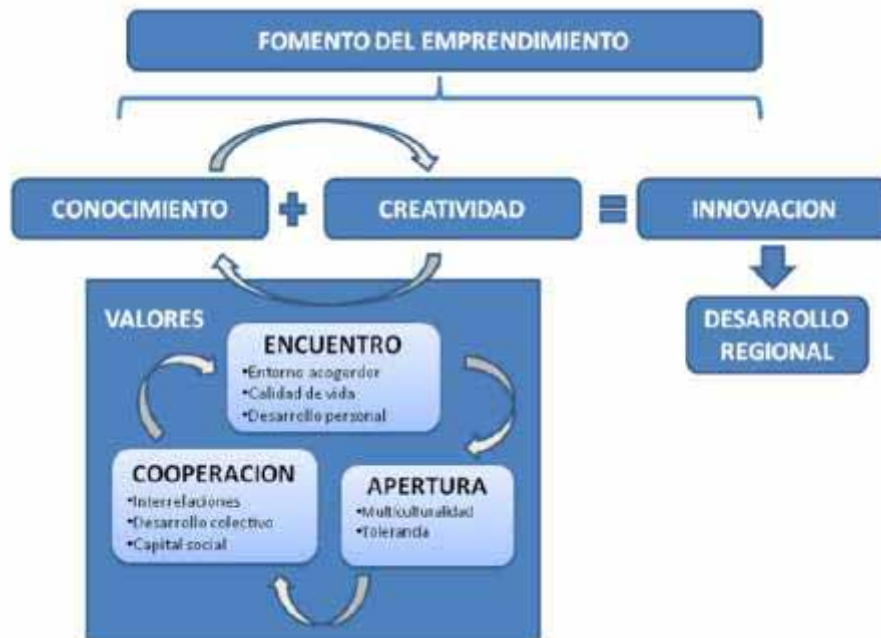 FOMENTO DEL EMPRENDIMIENTO
CONOCIMIENTO + CREATIVIDAD = INNOVACION
DESARROLLO
REGIONAL
VALORES
ENCUENTRO
•Entorno acogerder
•Calidad de vida
•Desarrollo personal
COOPERACION
•Interrelaciones
•Desarrollo colectivo
•Capital social
APERTURA
•Multiculturalidad
•Tolerancia